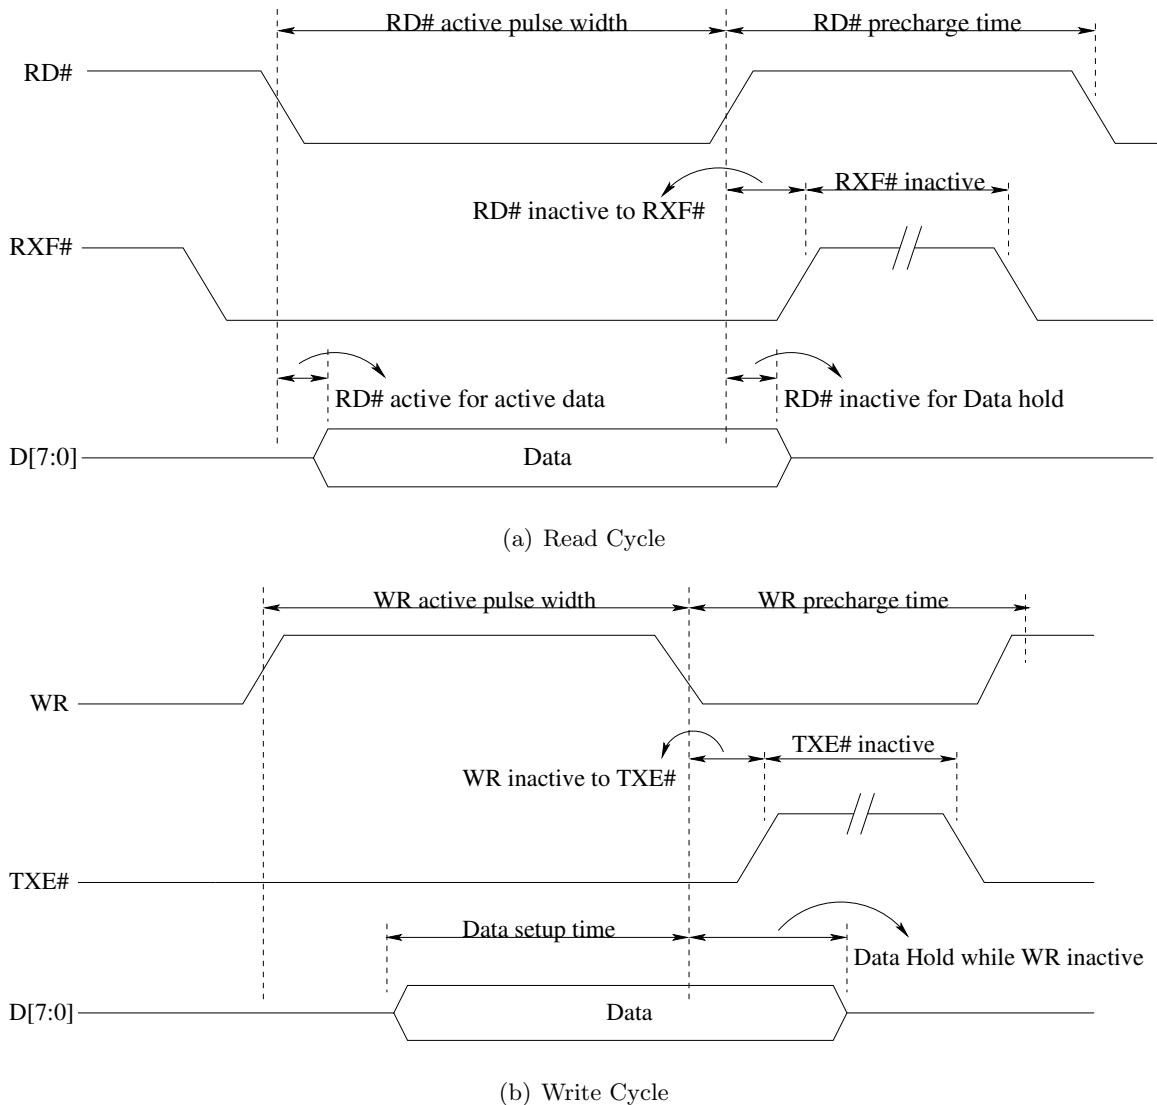 RD# active pulse width
RD# precharge time
RD#
RXF# inactive
RD# inactive to RXF#
RXF#
RD# active for active data
RD# inactive for Data hold
D[7:0]
Data
(a) Read Cycle
WR active pulse width
WR precharge time
WR
TXE# inactive
WR inactive to TXE#
TXE#
Data setup time
Data Hold while WR inactive
D[7:0]
Data
(b) Write Cycle